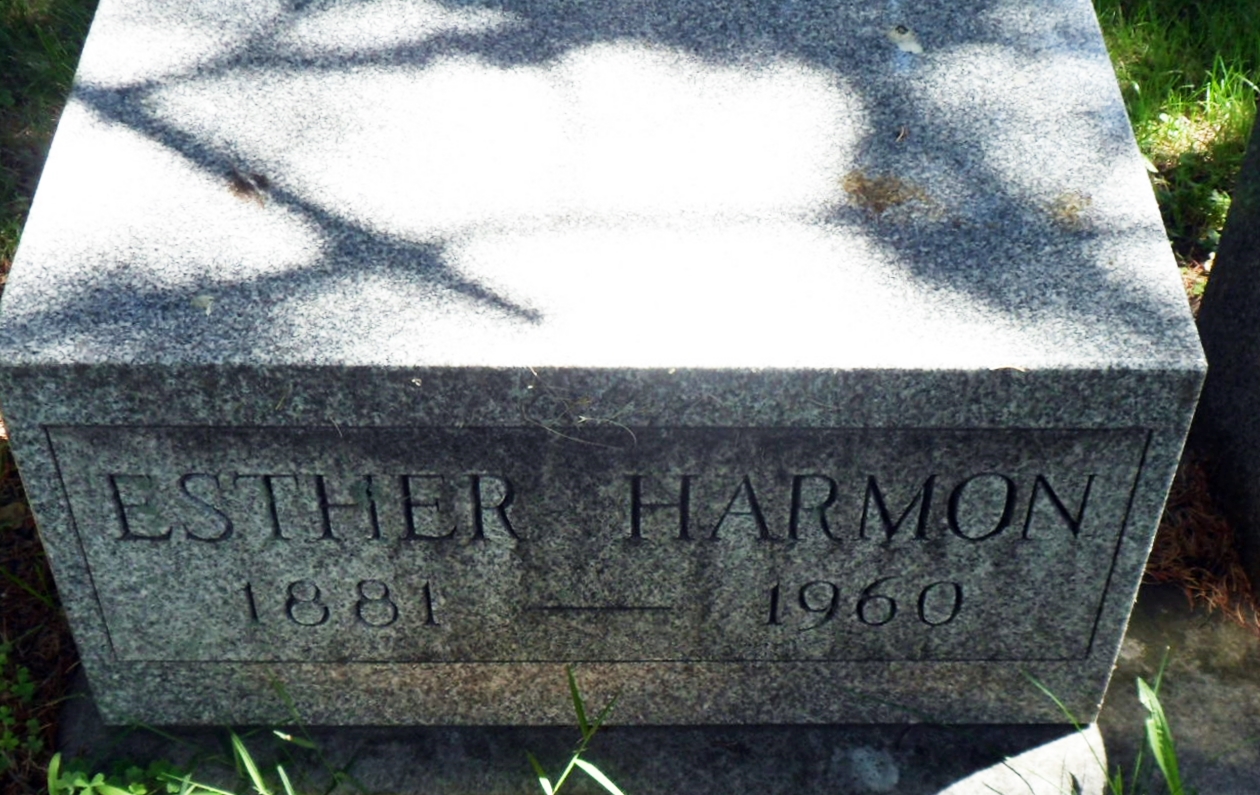 ESTHER HARMON
1881 — 1960